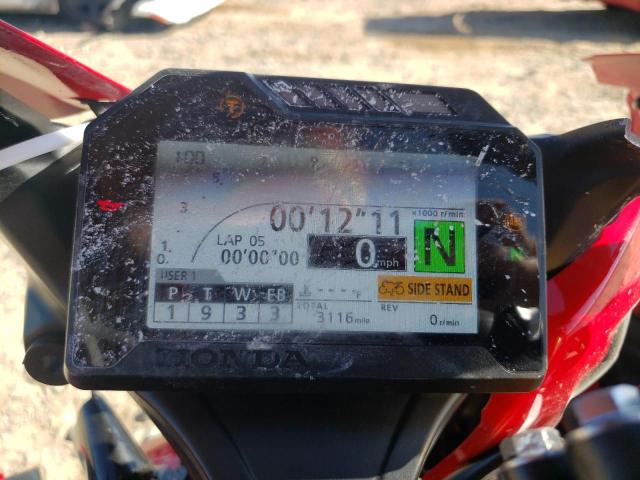 100
5
3
1
0
00'12"11
×1000 r/min
LAP 05
00'00"00
0 mph
N
USER 1
P T W EB
1 9 3 3
---- °F
SIDE STAND
TOTAL
3116 mile
REV
0 r/min
HONDA
N